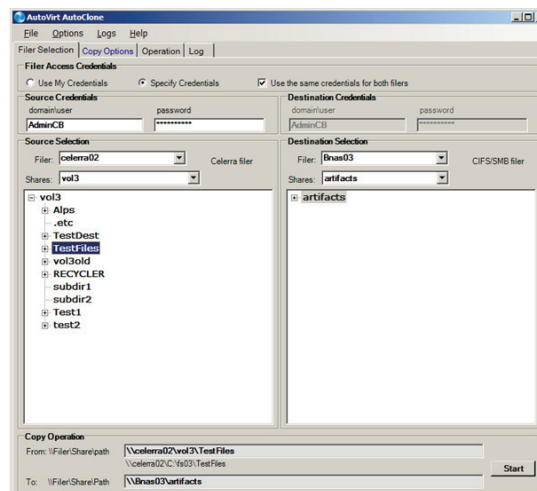 AutoVirt AutoClone
File Options Logs Help
Filer Selection Copy Options Operation Log
Filer Access Credentials
Use My Credentials Specify Credentials Use the same credentials for both filers
Source Credentials
domain\user password
AdminCB **********
Destination Credentials
domain\user password
AdminCB **********
Source Selection
Filer: celerra02 Celerra filer
Shares: vol3
vol3
Alps
.etc
TestDest
TestFiles
vol3old
RECYCLER
subdir1
subdir2
Test1
test2
Destination Selection
Filer: Bnas03 CIFS/SMB filer
Shares: artifacts
artifacts
Copy Operation
From: \\Filer\Share\path \\celerra02\vol3\TestFiles
\\celerra02\C:\fs03\TestFiles
To: \\Filer\Share\Path \\Bnas03\artifacts
Start